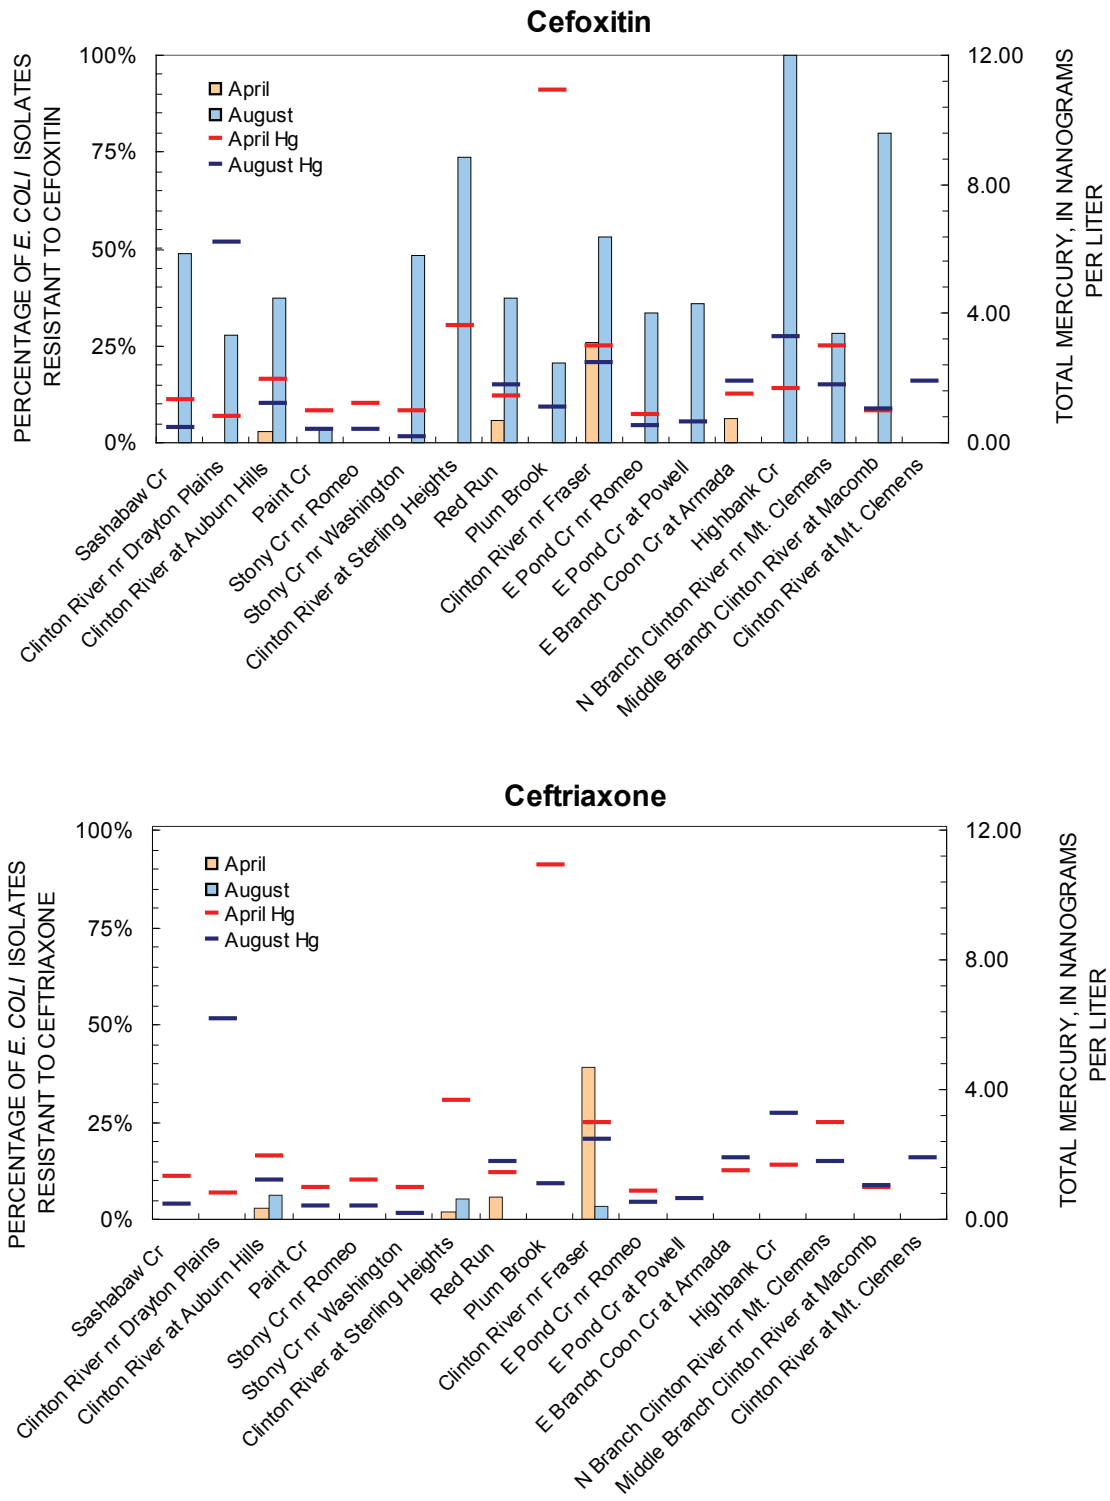 Cefoxitin
PERCENTAGE OF E. COLI ISOLATES
RESISTANT TO CEFOXITIN
100%
75%
50%
25%
0%
April
August
April Hg
August Hg
12.00
8.00
4.00
0.00
TOTAL MERCURY, IN NANOGRAMS
PER LITER
Sashabaw Cr
Clinton River nr Drayton Plains
Clinton River at Auburn Hills
Paint Cr
Stony Cr nr Romeo
Stony Cr nr Washington
Clinton River at Sterling Heights
Red Run
Plum Brook
Clinton River nr Fraser
E Pond Cr nr Romeo
E Pond Cr at Powell
E Branch Coon Cr at Armada
Highbank Cr
N Branch Clinton River nr Mt. Clemens
Middle Branch Clinton River at Macomb
Clinton River at Mt. Clemens
Ceftriaxone
PERCENTAGE OF E. COLI ISOLATES
RESISTANT TO CEFTRIAXONE
100%
75%
50%
25%
0%
April
August
April Hg
August Hg
12.00
8.00
4.00
0.00
TOTAL MERCURY, IN NANOGRAMS
PER LITER
Sashabaw Cr
Clinton River nr Drayton Plains
Clinton River at Auburn Hills
Paint Cr
Stony Cr nr Romeo
Stony Cr nr Washington
Clinton River at Sterling Heights
Red Run
Plum Brook
Clinton River nr Fraser
E Pond Cr nr Romeo
E Pond Cr at Powell
E Branch Coon Cr at Armada
Highbank Cr
N Branch Clinton River nr Mt. Clemens
Middle Branch Clinton River at Macomb
Clinton River at Mt. Clemens